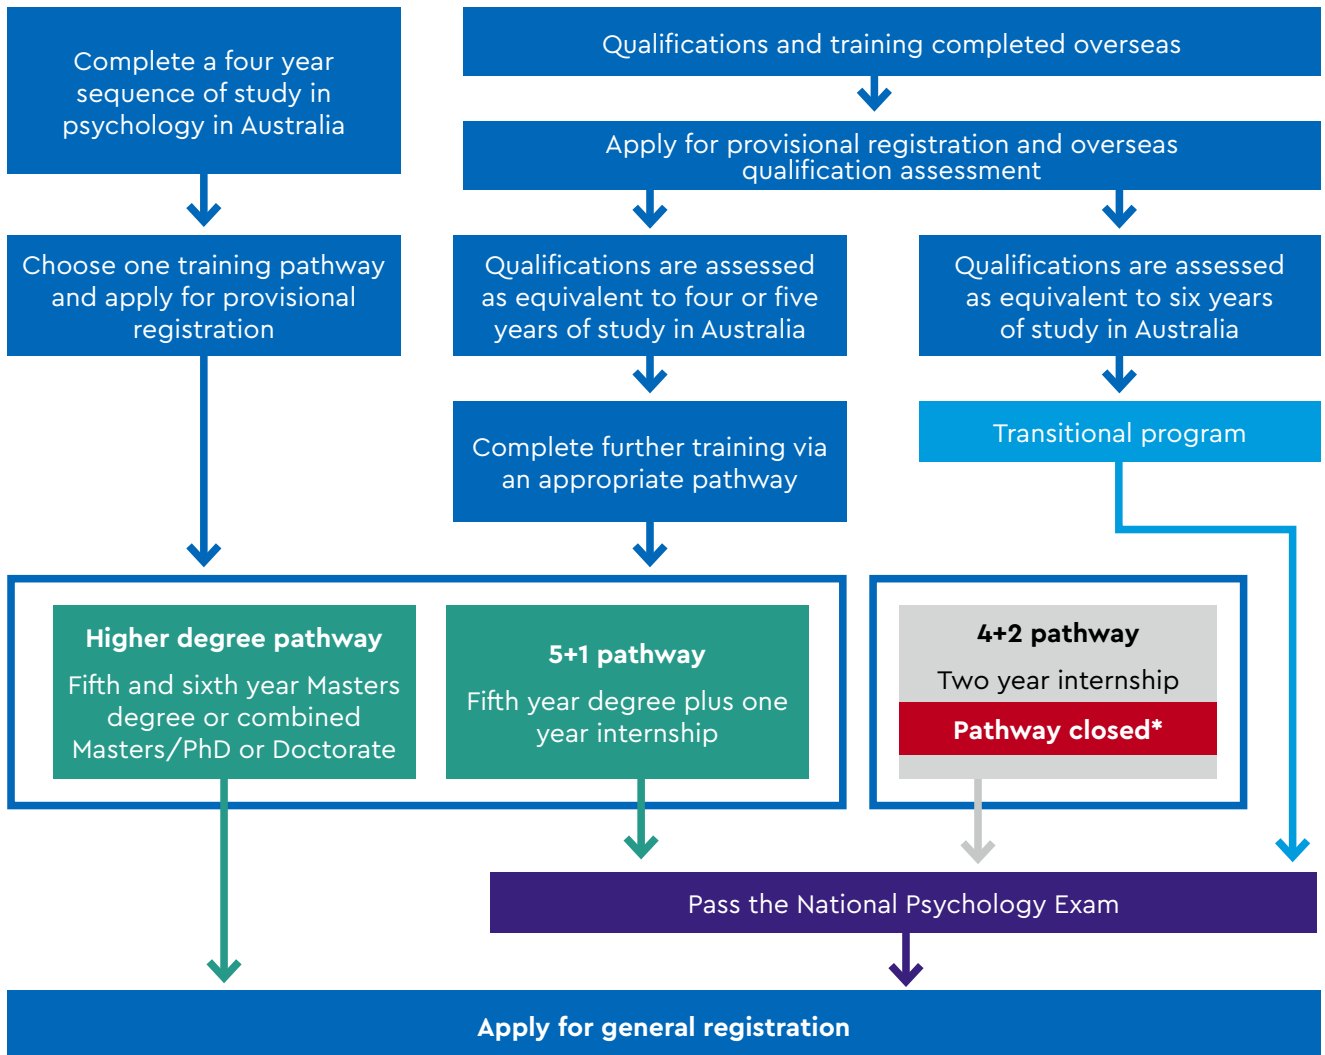 Complete a four year
sequence of study in
psychology in Australia
Qualifications and training completed overseas
Apply for provisional registration and overseas
qualification assessment
Choose one training pathway
and apply for provisional
registration
Qualifications are assessed
as equivalent to four or five
years of study in Australia
Qualifications are assessed
as equivalent to six years
of study in Australia
Complete further training via
an appropriate pathway
Transitional program
Higher degree pathway
Fifth and sixth year Masters
degree or combined
Masters/PhD or Doctorate
5+1 pathway
Fifth year degree plus one
year internship
4+2 pathway
Two year internship
Pathway closed*
Pass the National Psychology Exam
Apply for general registration